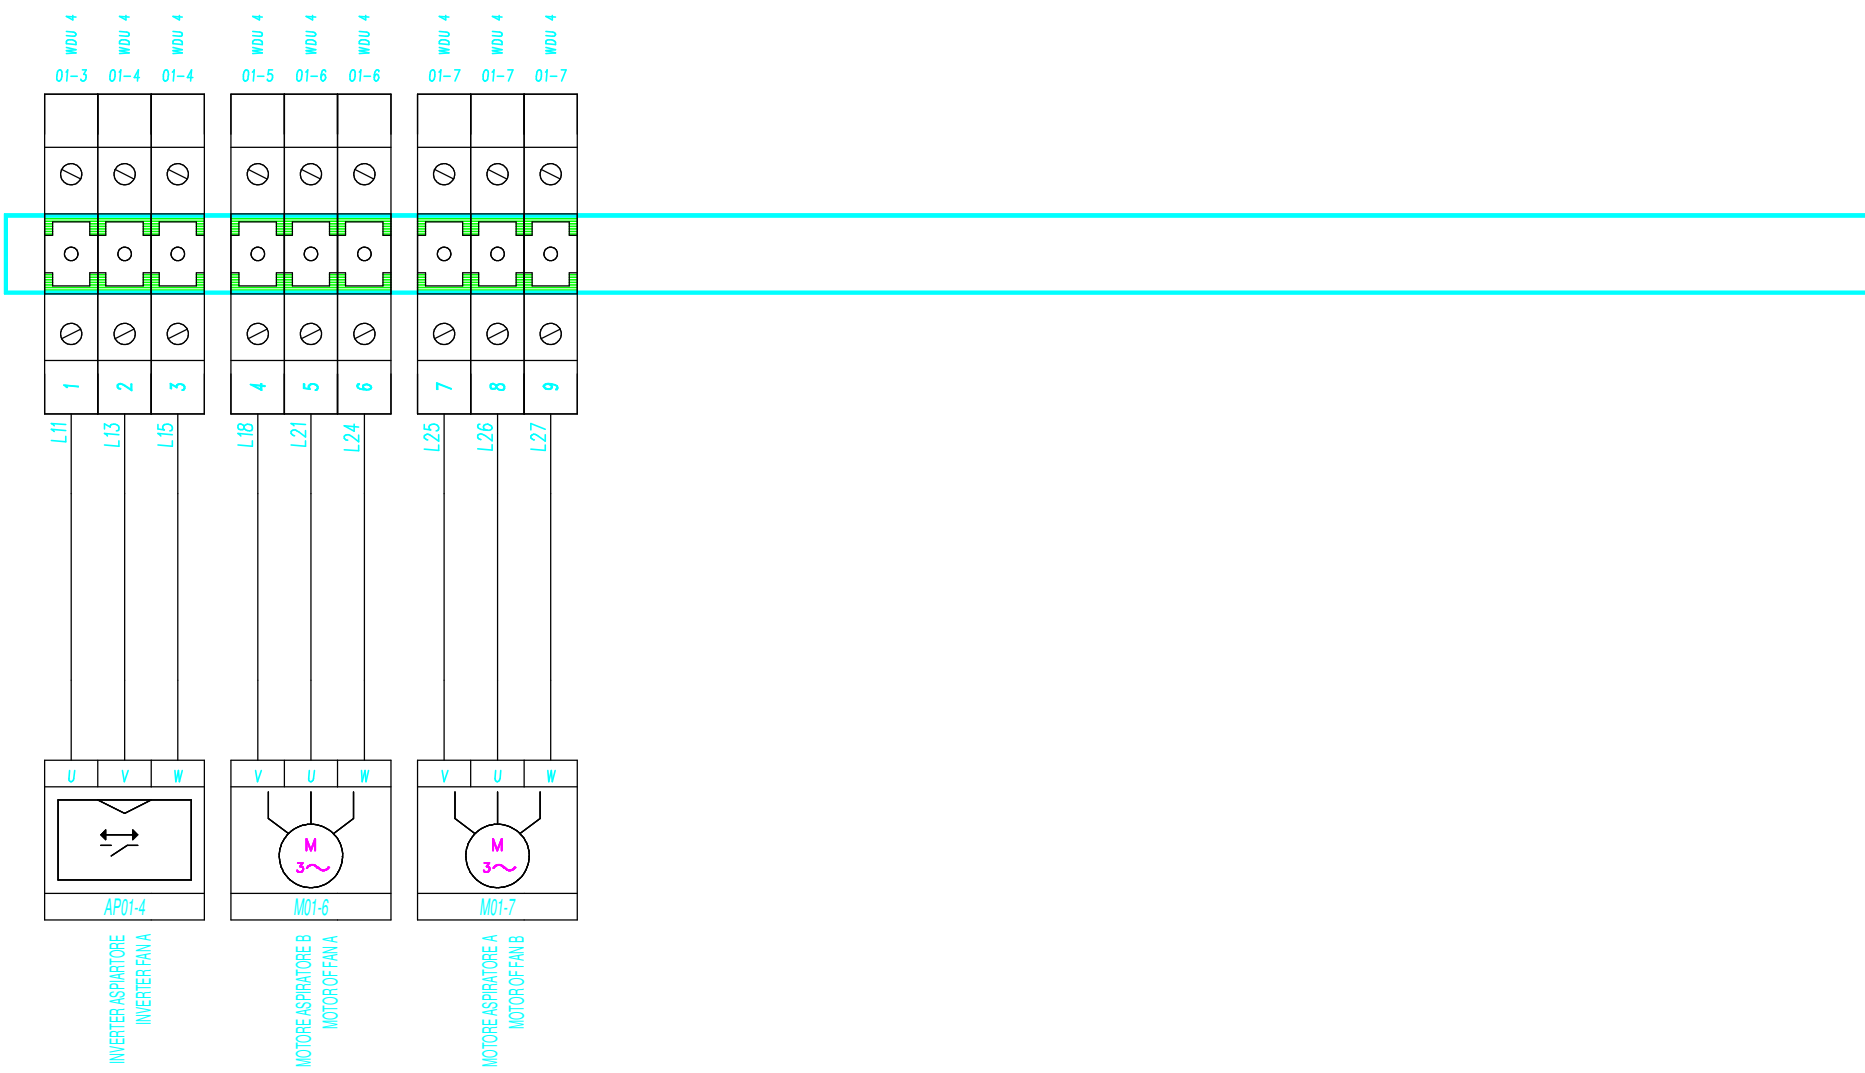 WDU 4 WDU 4 WDU 4 WDU 4 WDU 4 WDU 4 WDU 4 WDU 4 WDU 4
01-3 01-4 01-4 01-5 01-6 01-6 01-7 01-7 01-7
1 2 3 4 5 6 7 8 9
L11 L13 L15 L18 L21 L24 L25 L26 L27
U V W V U W V U W
M M
3~ 3~
AP01-4 M01-6 M01-7
INVERTER ASPIARTORE
INVERTER FAN A
MOTORE ASPIRATORE B
MOTOR OF FAN A
MOTORE ASPIRATORE A
MOTOR OF FAN B